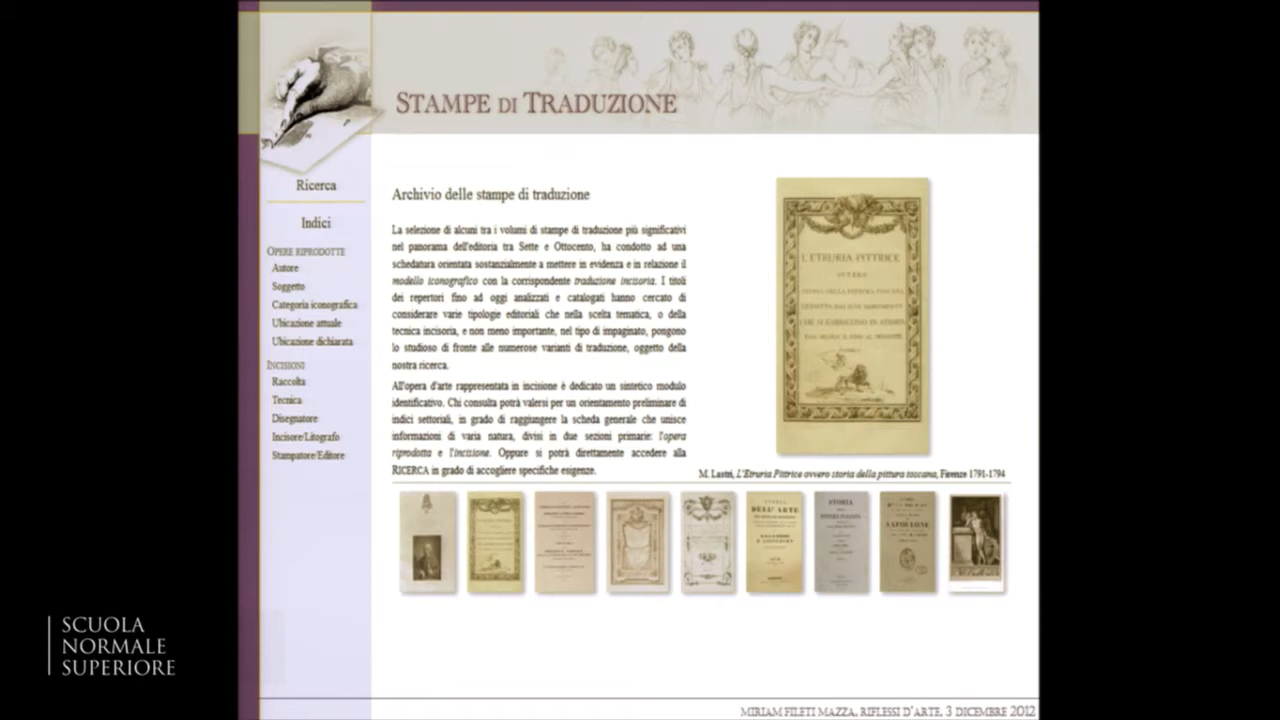 STAMPE DI TRADUZIONE
Ricerca
Indici
OPERE RIPRODOTTE
Autore
Soggetto
Categoria iconografica
Ubicazione attuale
Ubicazione dichiarata
INCISIONI
Raccolta
Tecnica
Disegnatore
Incisore/Litografo
Stampatore/Editore
Archivio delle stampe di traduzione
La selezione di alcuni tra i volumi di stampe di traduzione più significativi
nel panorama dell'editoria tra Sette e Ottocento, ha condotto ad una
schedatura orientata sostanzialmente a mettere in evidenza e in relazione il
modello iconografico con la corrispondente traduzione incisoria. I titoli
dei repertori fino ad oggi analizzati e catalogati hanno cercato di
considerare varie tipologie editoriali che nella scelta tematica, o della
tecnica incisoria, e non meno importante, nel tipo di impaginato, pongono
lo studioso di fronte alle numerose varianti di traduzione, oggetto della
nostra ricerca.
All'opera d'arte rappresentata in incisione è dedicato un sintetico modulo
identificativo. Chi consulta potrà valersi per un orientamento preliminare di
indici settoriali, in grado di raggiungere la scheda generale che unisce
informazioni di varia natura, divisi in due sezioni primarie: l'opera
riprodotta e l'incisione. Oppure si potrà direttamente accedere alla
RICERCA in grado di accogliere specifiche esigenze.
L'ETRURIA PITTRICE
OVVERO
STORIA DELLA PITTURA TOSCANA
M. Lastri, L'Etruria Pittrice ovvero storia della pittura toscana, Firenze 1791-1794
STORIA
DELL'ARTE
STORIA
NAPOLEONE
SCUOLA
NORMALE
SUPERIORE
MIRIAM FILETI MAZZA, RIFLESSI D'ARTE, 3 DICEMBRE 2012